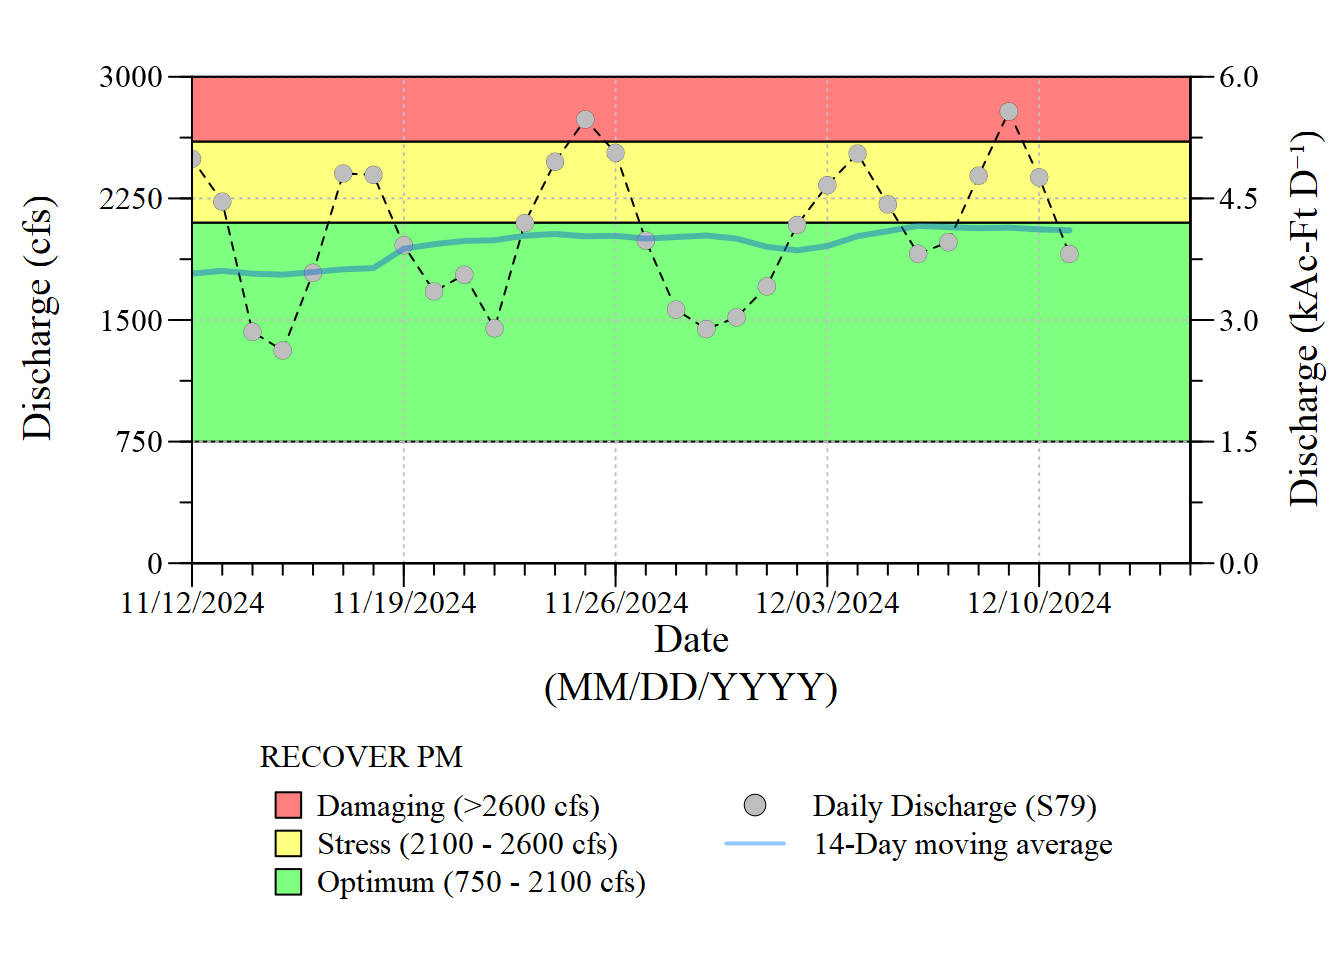 3000
2250
1500
750
0
6.0
4.5
3.0
1.5
0.0
Discharge (cfs)
Discharge (kAc-Ft D⁻¹)
11/12/2024
11/19/2024
11/26/2024
12/03/2024
12/10/2024
Date
(MM/DD/YYYY)
RECOVER PM
Damaging (>2600 cfs)
Stress (2100 - 2600 cfs)
Optimum (750 - 2100 cfs)
Daily Discharge (S79)
14-Day moving average